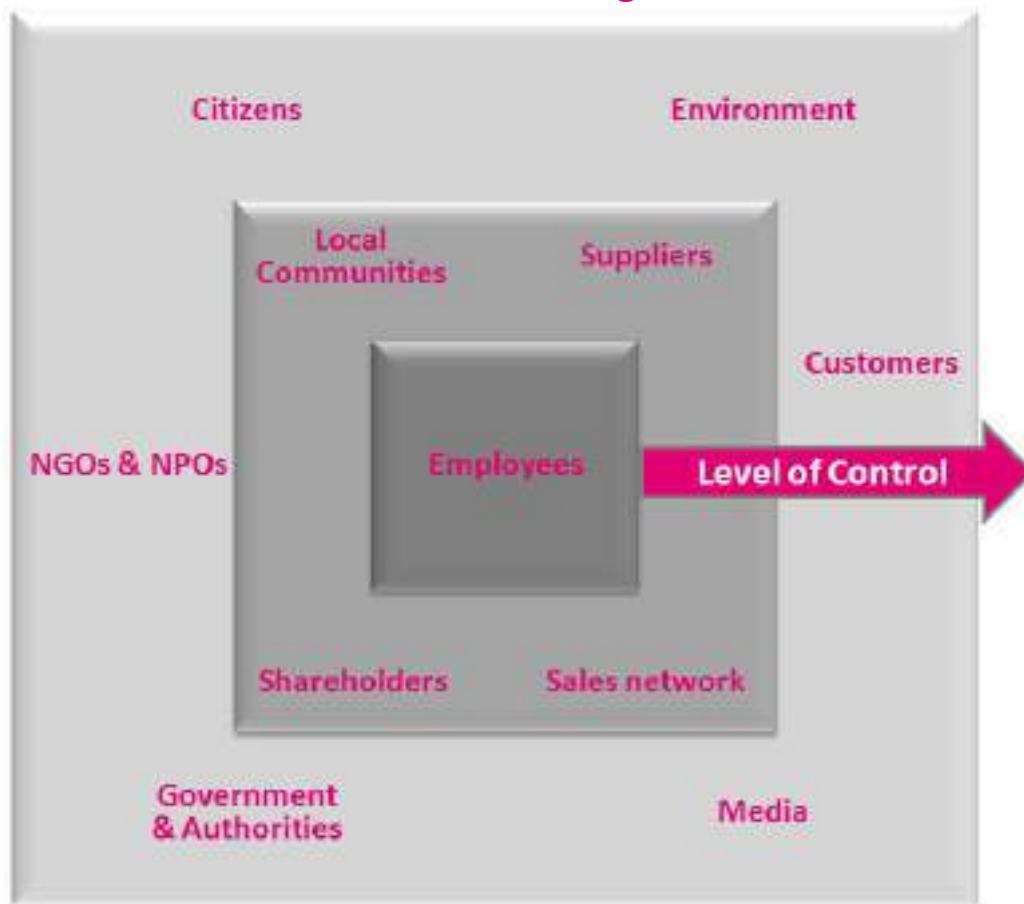 Citizens
Environment
Local
Communities
Suppliers
Customers
NGOs & NPOs
Employees
Level of Control
Shareholders
Sales network
Government
& Authorities
Media